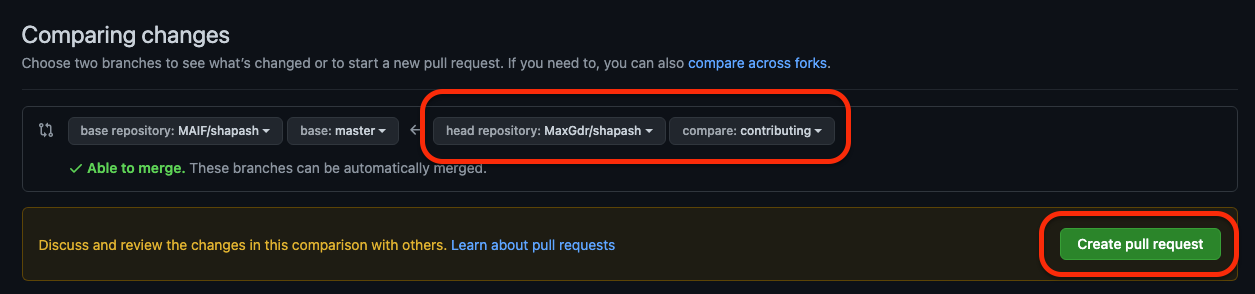 Comparing changes
Choose two branches to see what’s changed or to start a new pull request. If you need to, you can also compare across forks.
base repository: MAIF/shapash base: master head repository: MaxGdr/shapash compare: contributing
Able to merge. These branches can be automatically merged.
Discuss and review the changes in this comparison with others. Learn about pull requests Create pull request